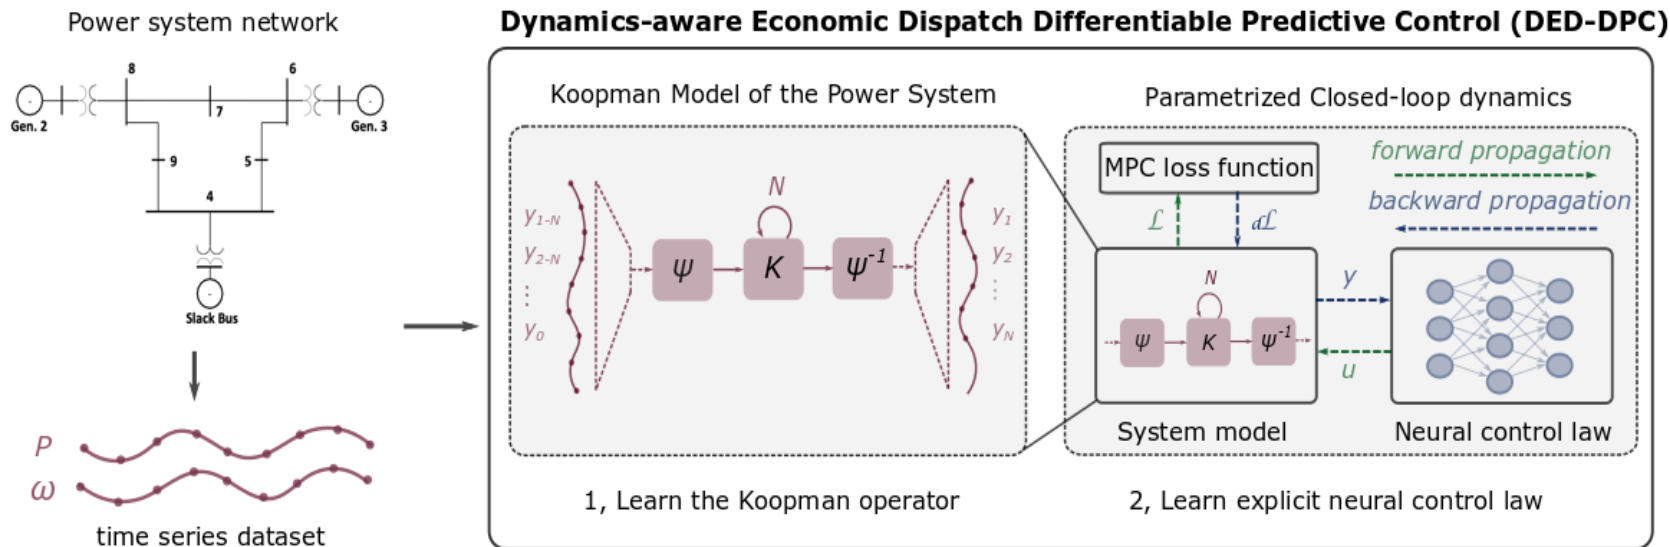 Power system network
8
6
7
Gen. 2
Gen. 3
9
5
4
Slack Bus
P
ω
time series dataset
Dynamics-aware Economic Dispatch Differentiable Predictive Control (DED-DPC)
Koopman Model of the Power System
y1-N
y2-N
⋮
y0
N
ψ
K
ψ-1
y1
y2
⋮
yN
1, Learn the Koopman operator
Parametrized Closed-loop dynamics
MPC loss function
forward propagation
backward propagation
ℒ
dℒ
N
ψ
K
ψ-1
y
u
System model
Neural control law
2, Learn explicit neural control law